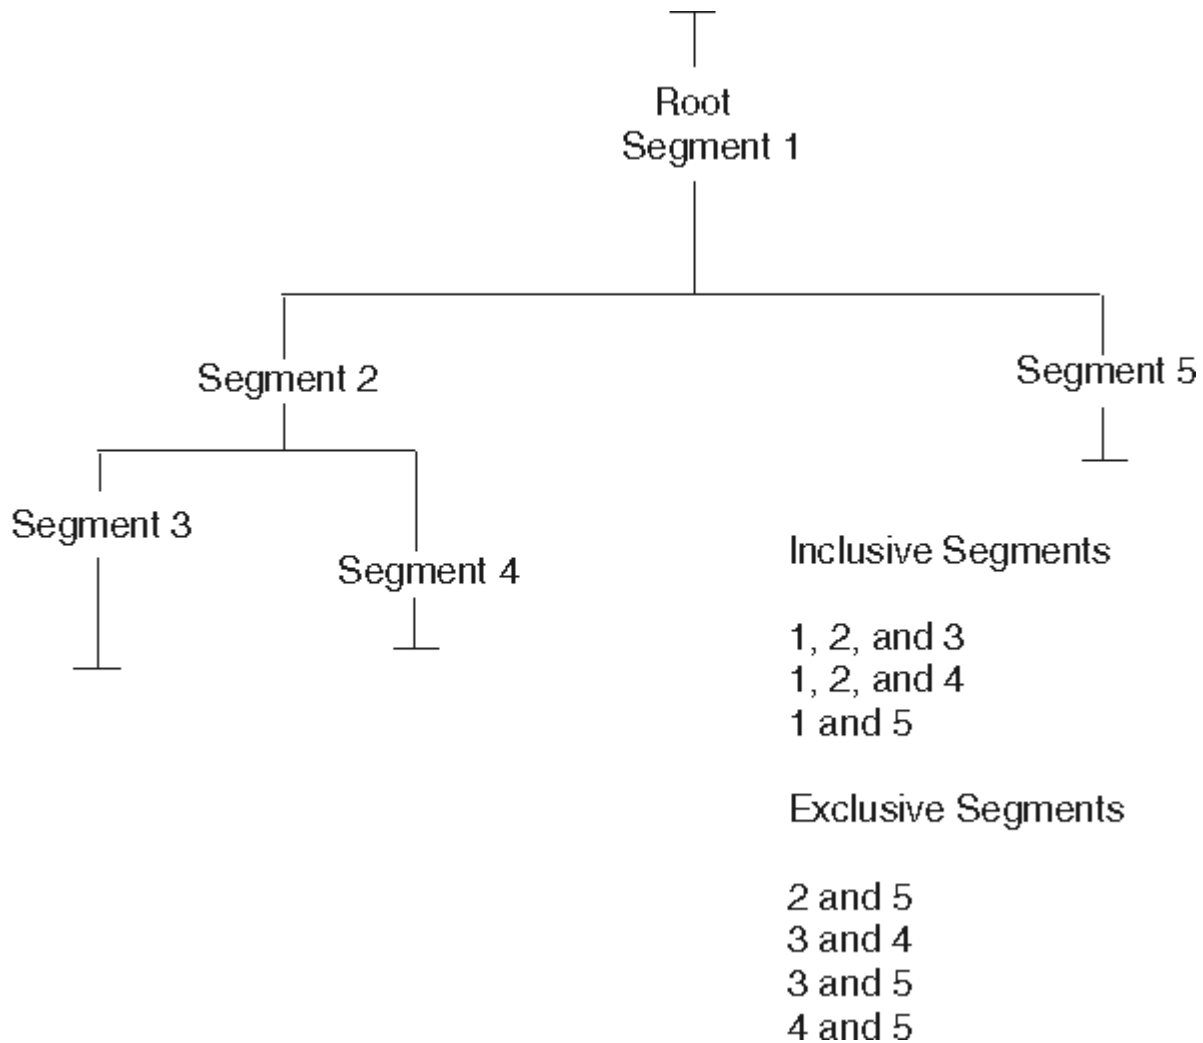 Root
Segment 1
Segment 2
Segment 5
Segment 3
Segment 4
Inclusive Segments
1, 2, and 3
1, 2, and 4
1 and 5
Exclusive Segments
2 and 5
3 and 4
3 and 5
4 and 5